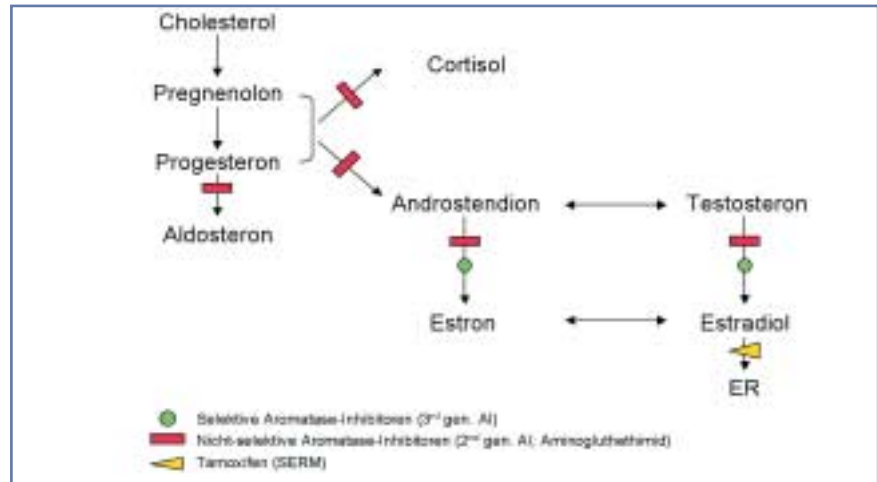 Cholesterol
Cortisol
Pregnenolon
Progesteron
Androstendion
Testosteron
Aldosteron
Estron
Estradiol
ER
Selektive Aromatase-Inhibitoren (3rd gen. AI)
Nicht-selektive Aromatase-Inhibitoren (2nd gen. AI, Aminogluthethimid)
Tamoxifen (SERM)